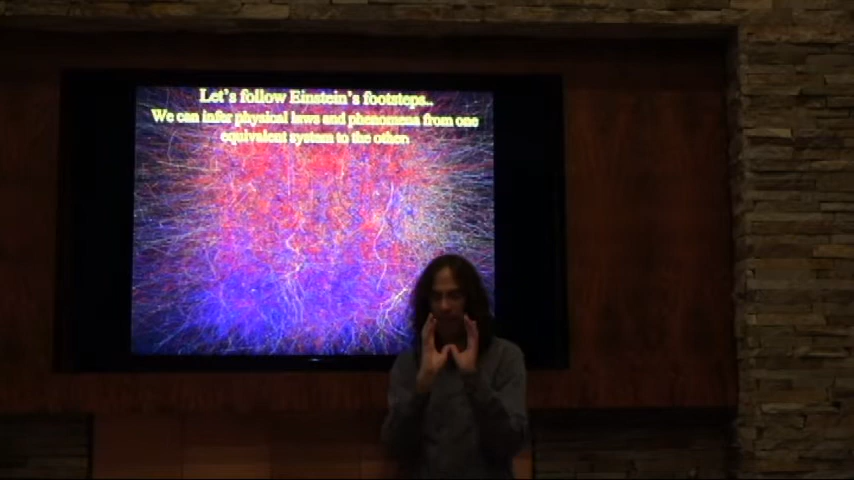 Let's follow Einstein's footsteps..
We can infer physical laws and phenomena from one
equivalent system to the other.